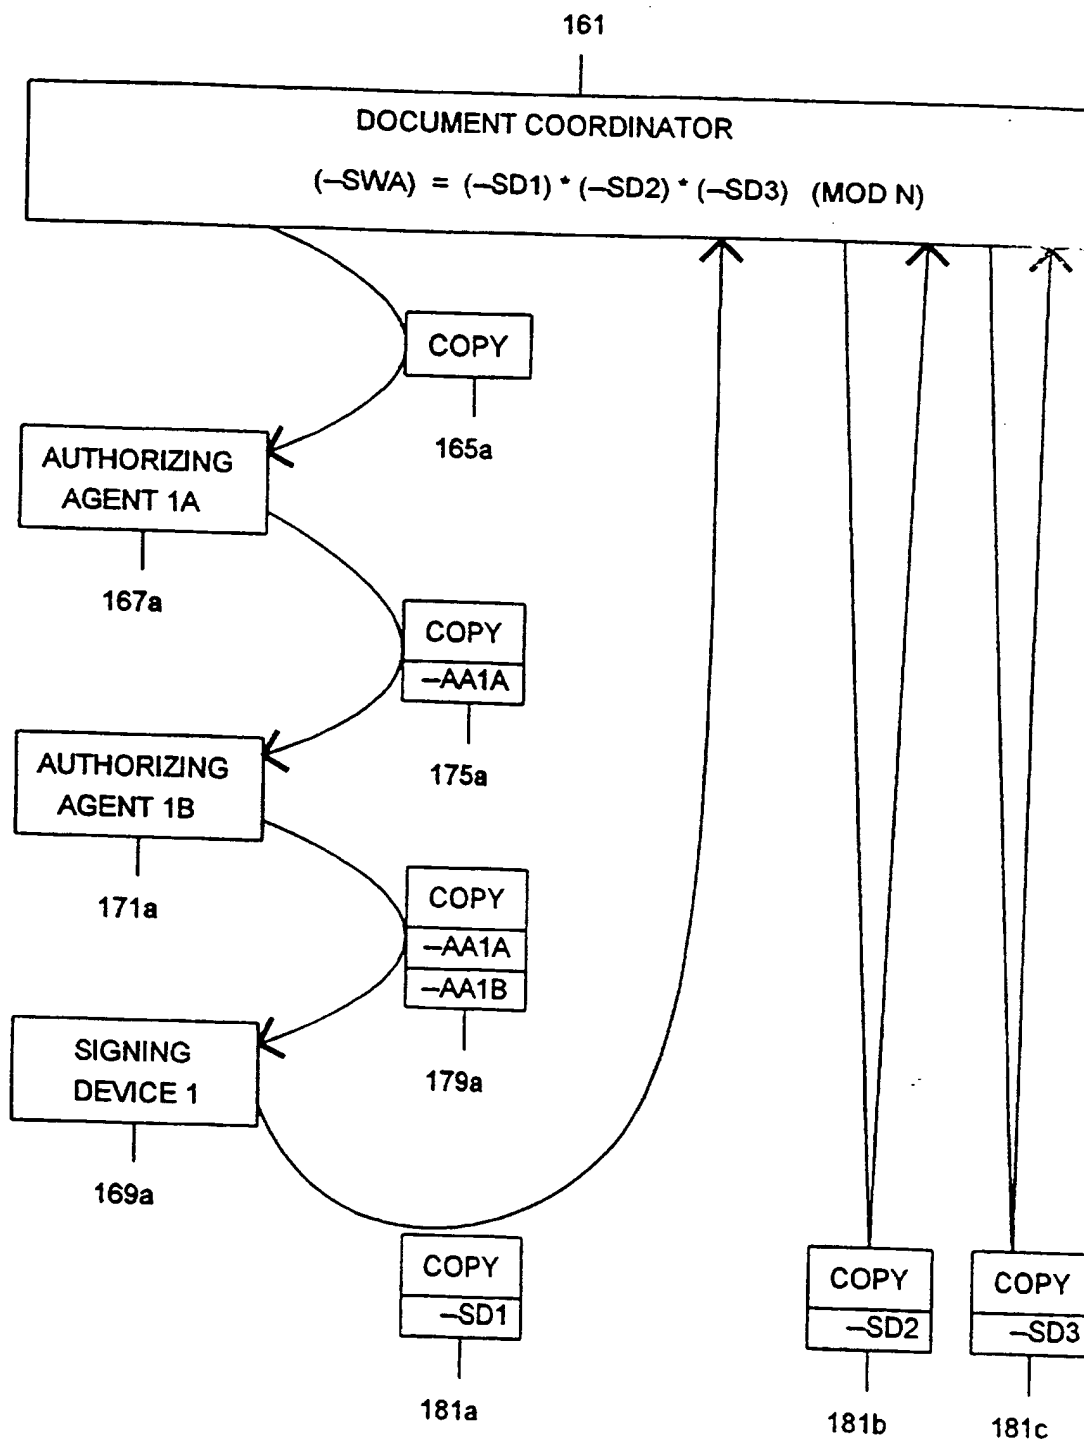 161
DOCUMENT COORDINATOR
(–SWA) = (–SD1) * (–SD2) * (–SD3) (MOD N)
COPY
165a
AUTHORIZING
AGENT 1A
167a
COPY
–AA1A
175a
AUTHORIZING
AGENT 1B
171a
COPY
–AA1A
–AA1B
179a
SIGNING
DEVICE 1
169a
COPY
–SD1
181a
COPY
–SD2
181b
COPY
–SD3
181c